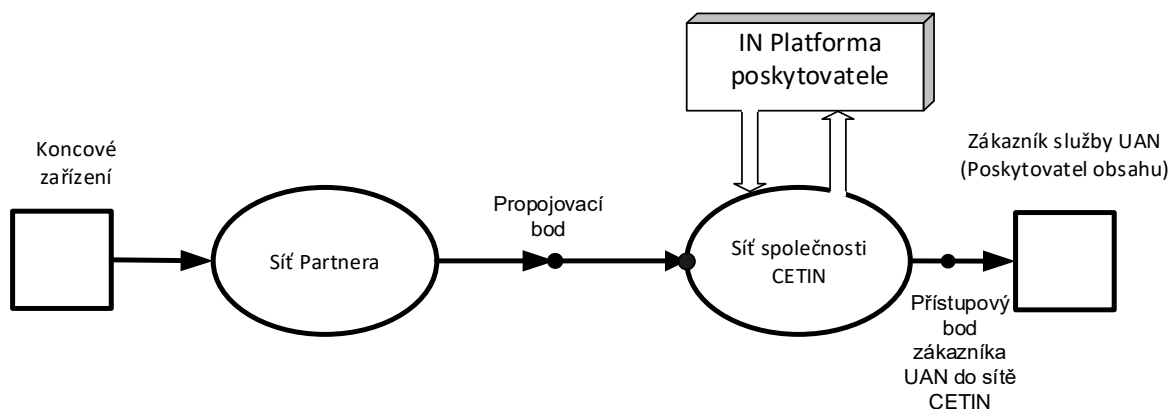 IN Platforma
poskytovatele
Koncové
zařízení
Zákazník služby UAN
(Poskytovatel obsahu)
Propojovací
bod
Síť Partnera
Síť společnosti
CETIN
Přístupový
bod
zákazníka
UAN do sítě
CETIN